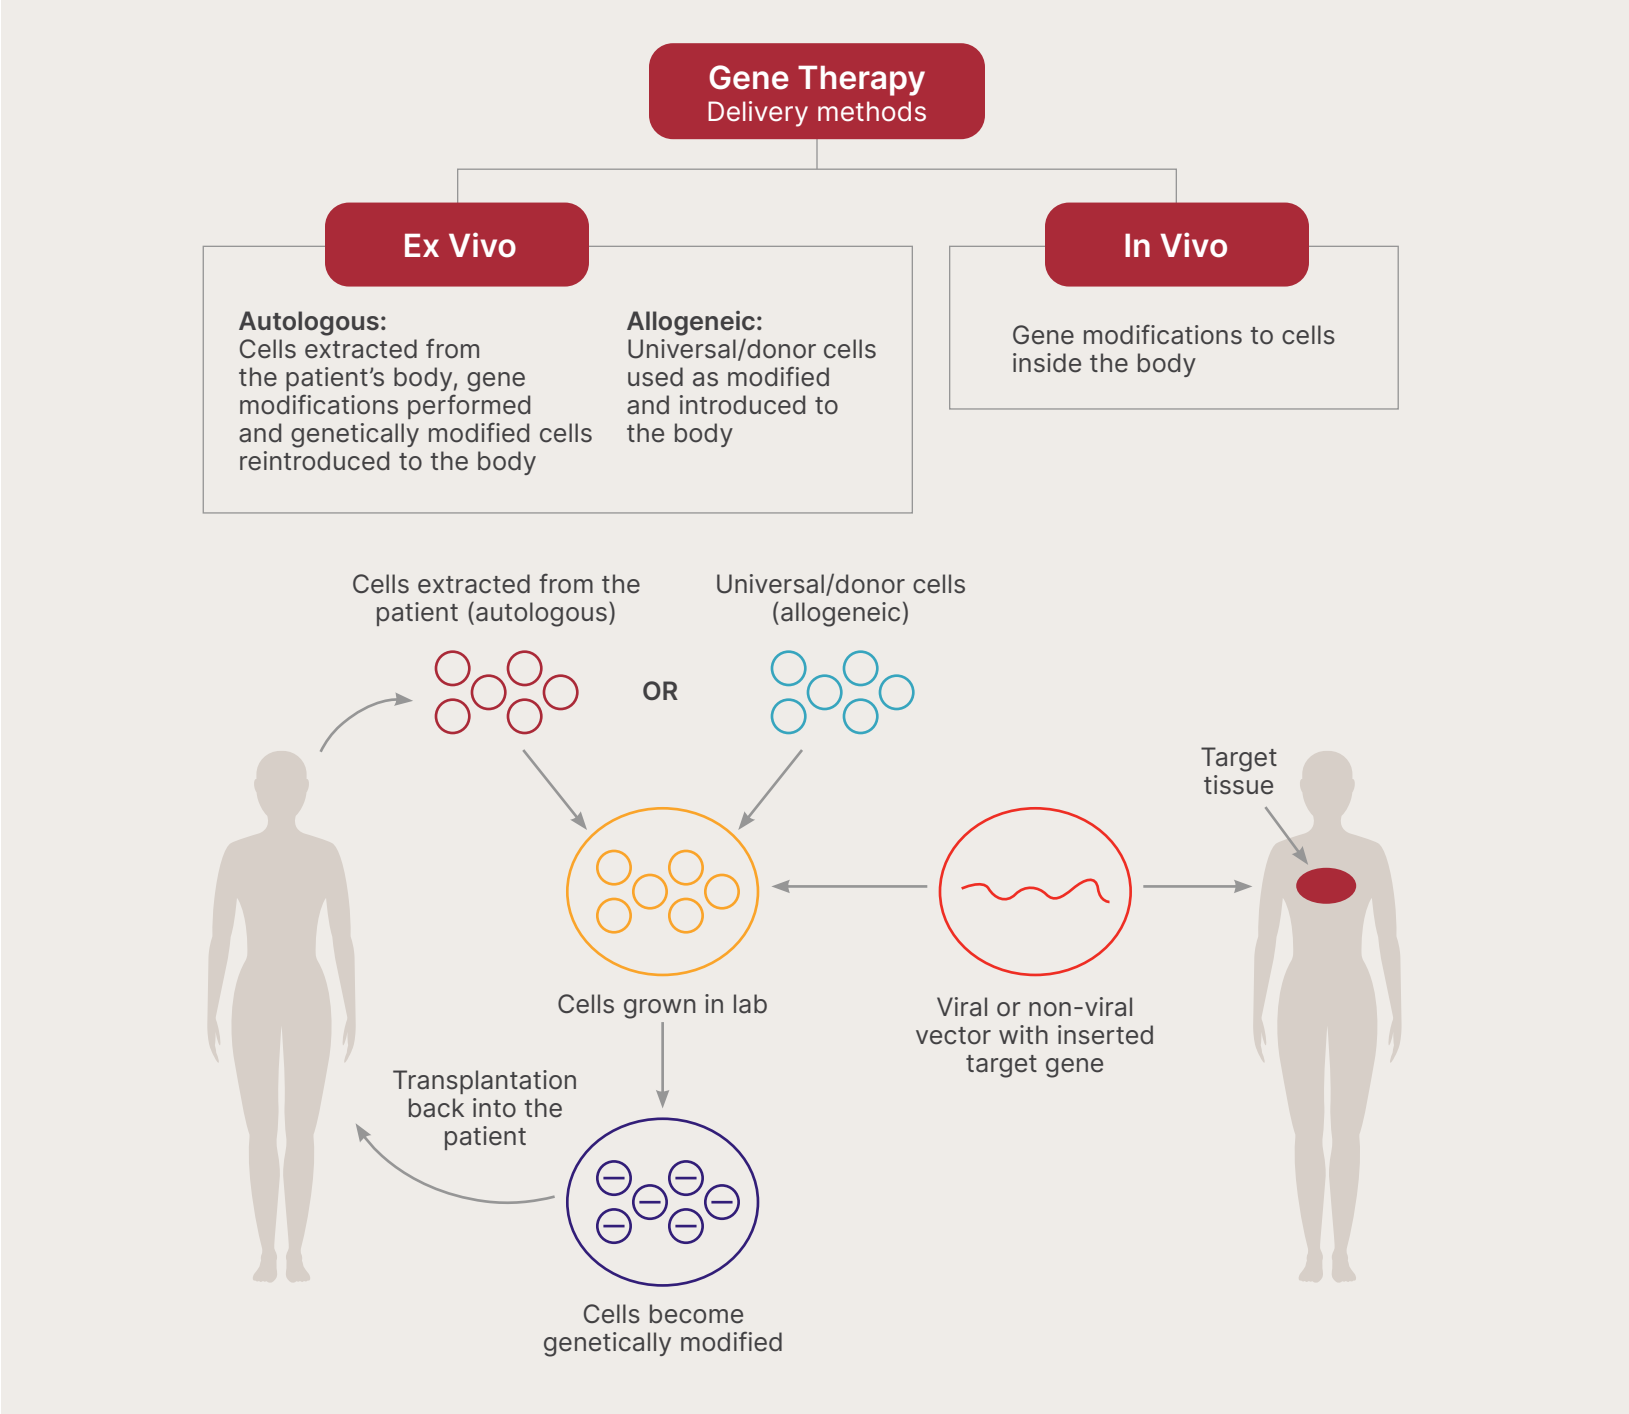 Gene Therapy
Delivery methods
Ex Vivo
In Vivo
Autologous:
Cells extracted from
the patient’s body, gene
modifications performed
and genetically modified cells
reintroduced to the body
Allogeneic:
Universal/donor cells
used as modified
and introduced to
the body
Gene modifications to cells
inside the body
Cells extracted from the
patient (autologous)
OR
Universal/donor cells
(allogeneic)
Target
tissue
Cells grown in lab
Viral or non-viral
vector with inserted
target gene
Transplantation
back into the
patient
Cells become
genetically modified